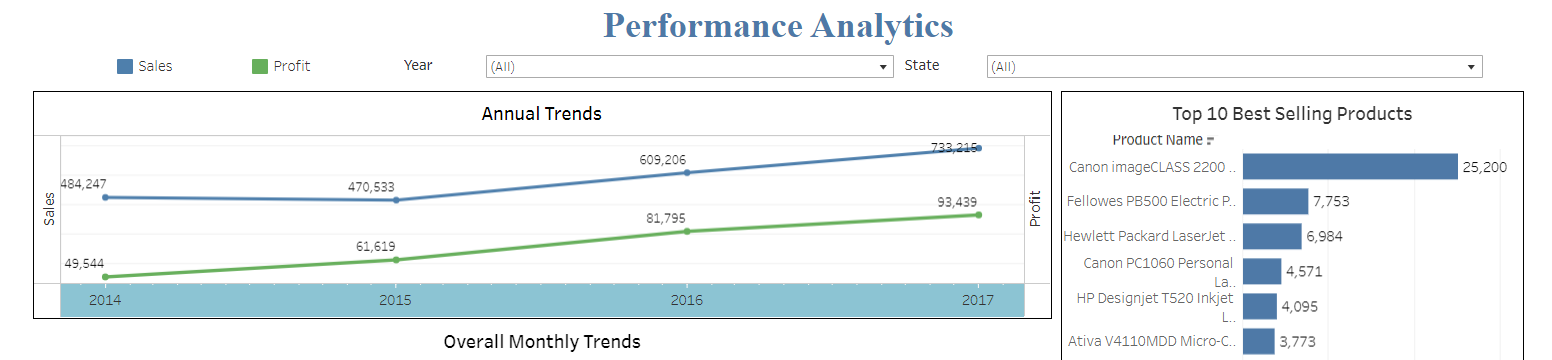 Performance Analytics
Sales
Profit
Year
(All)
State
(All)
Annual Trends
Sales
484,247
470,533
609,206
733,215
49,544
61,619
81,795
93,439
Profit
2014
2015
2016
2017
Overall Monthly Trends
Top 10 Best Selling Products
Product Name
Canon imageCLASS 2200 ..
25,200
Fellowes PB500 Electric P..
7,753
Hewlett Packard LaserJet ..
6,984
Canon PC1060 Personal
La..
4,571
HP Designjet T520 Inkjet
L..
4,095
Ativa V4110MDD Micro-C..
3,773